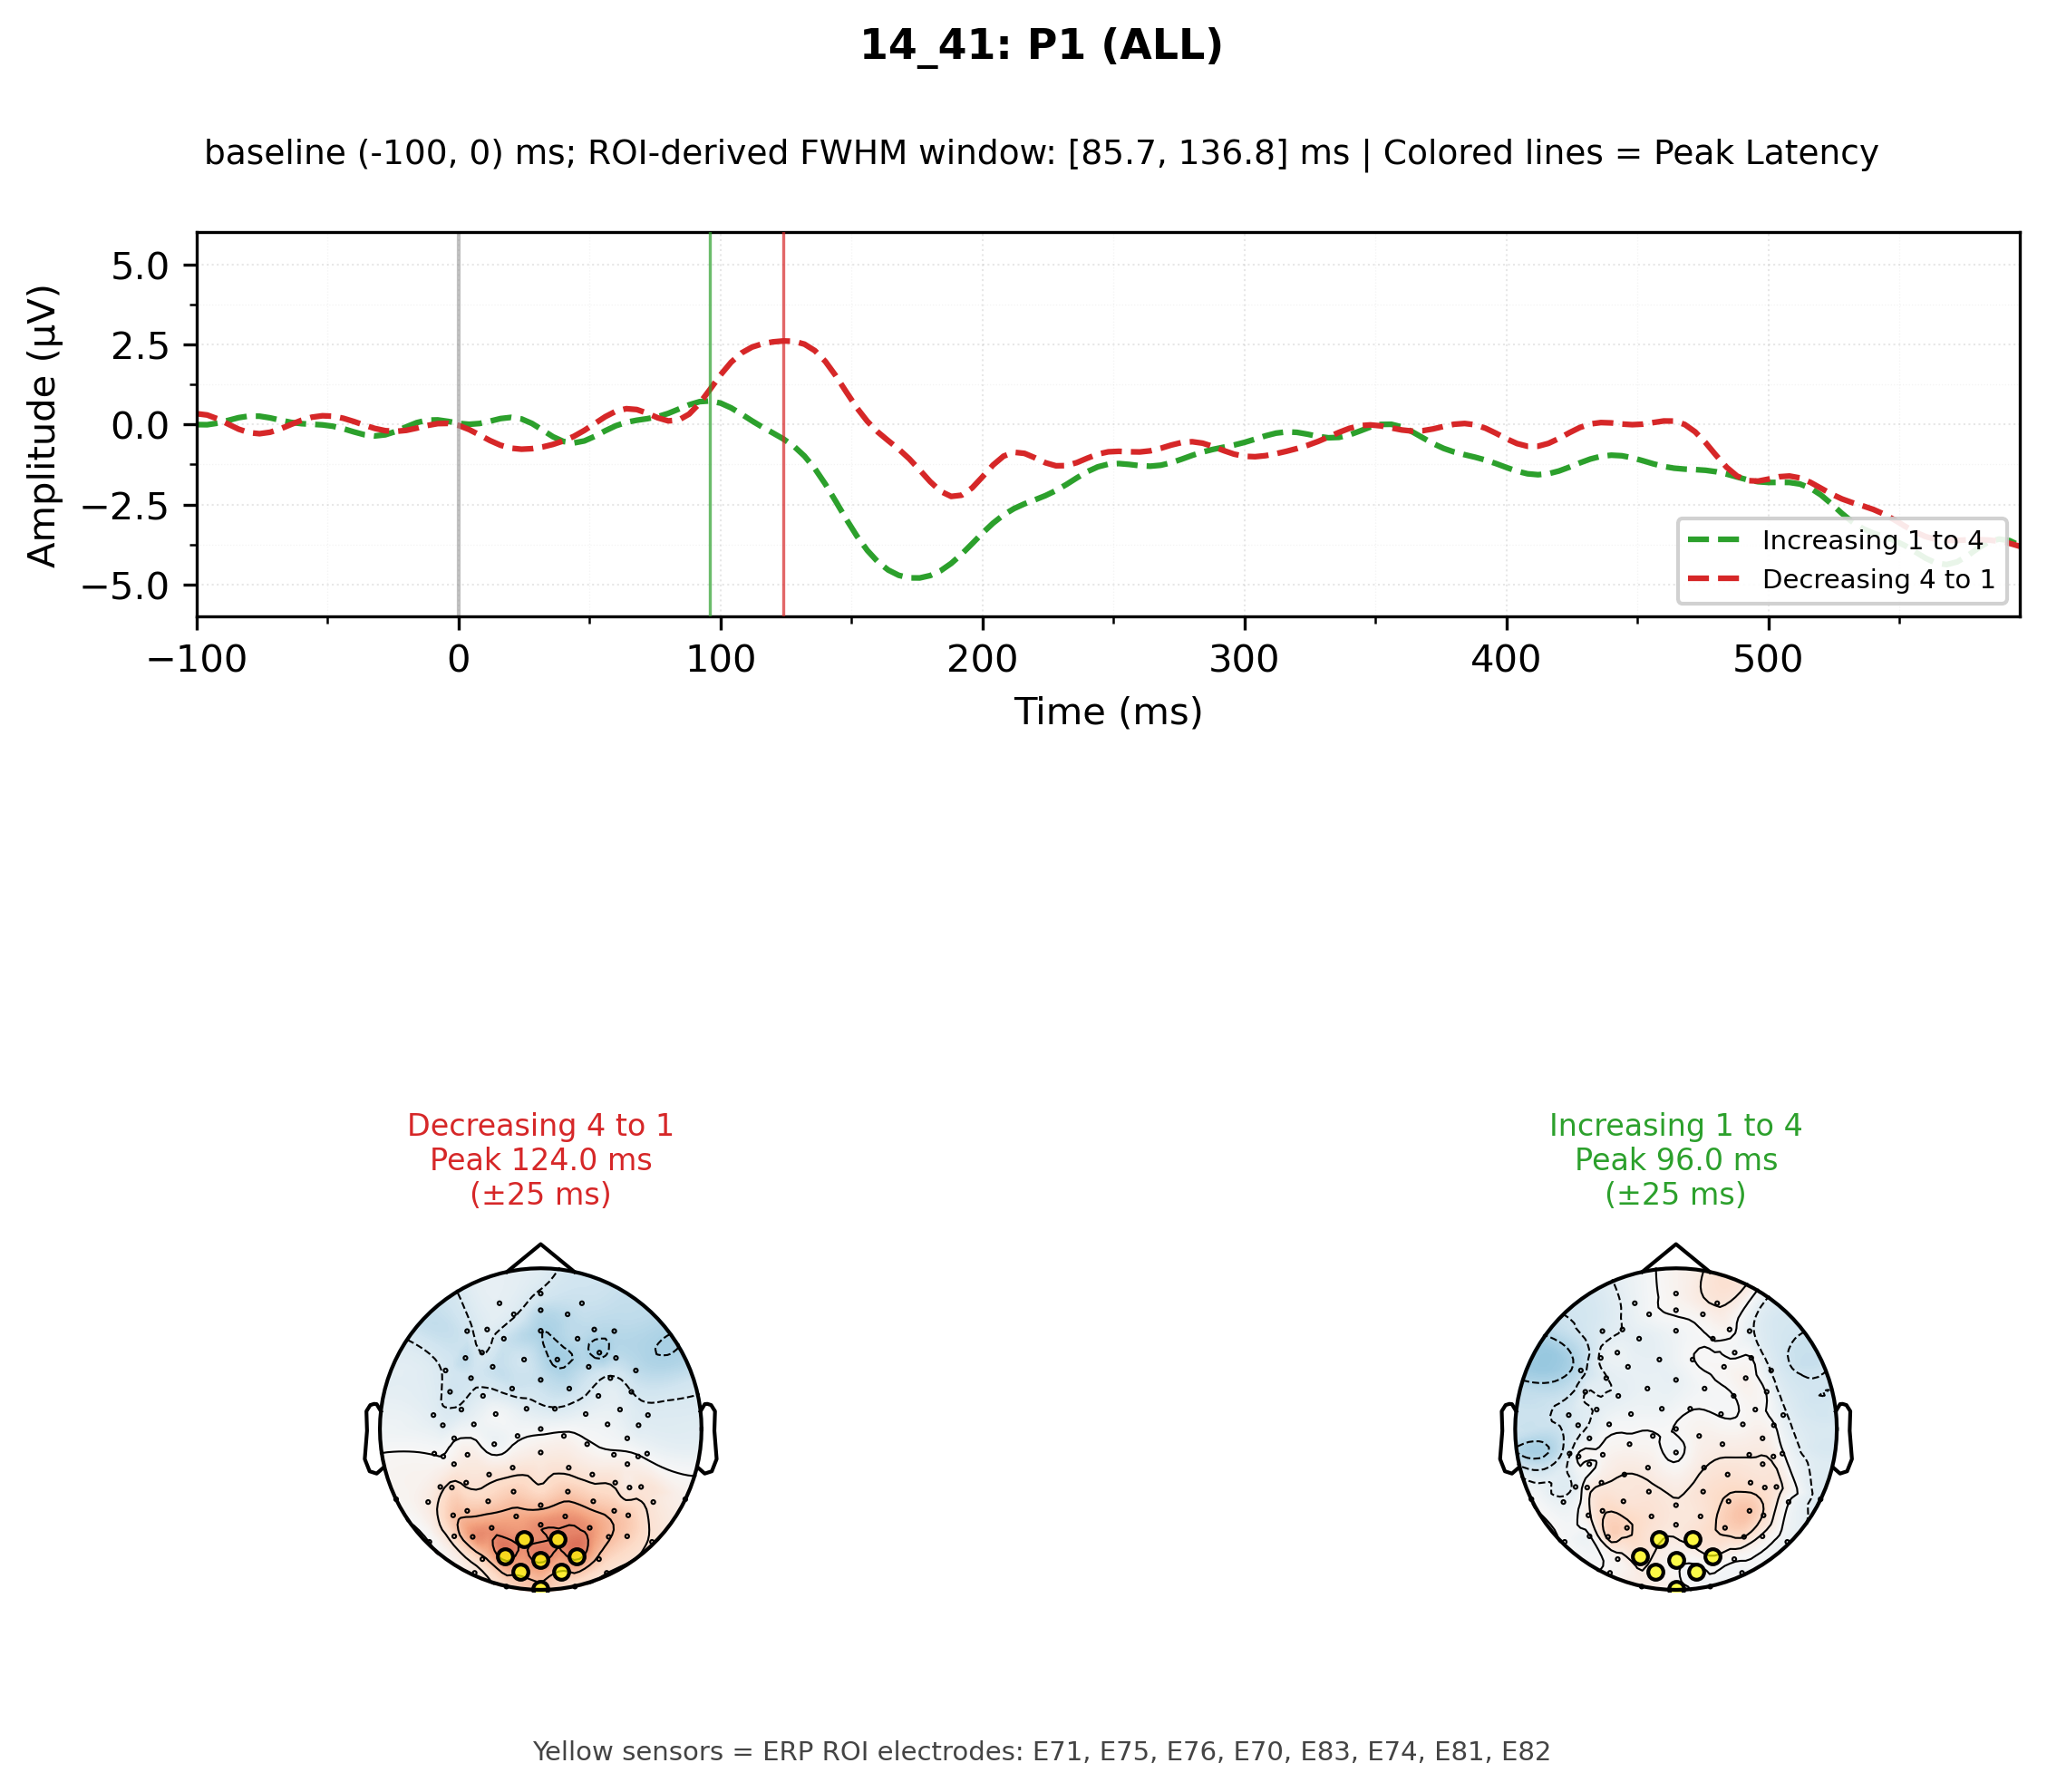 14_41: P1 (ALL)
baseline (-100, 0) ms; ROI-derived FWHM window: [85.7, 136.8] ms | Colored lines = Peak Latency
Amplitude (µV)
5.0
2.5
0.0
−2.5
−5.0
Increasing 1 to 4
Decreasing 4 to 1
−100
0
100
200
300
400
500
Time (ms)
Decreasing 4 to 1
Peak 124.0 ms
(±25 ms)
Increasing 1 to 4
Peak 96.0 ms
(±25 ms)
Yellow sensors = ERP ROI electrodes: E71, E75, E76, E70, E83, E74, E81, E82